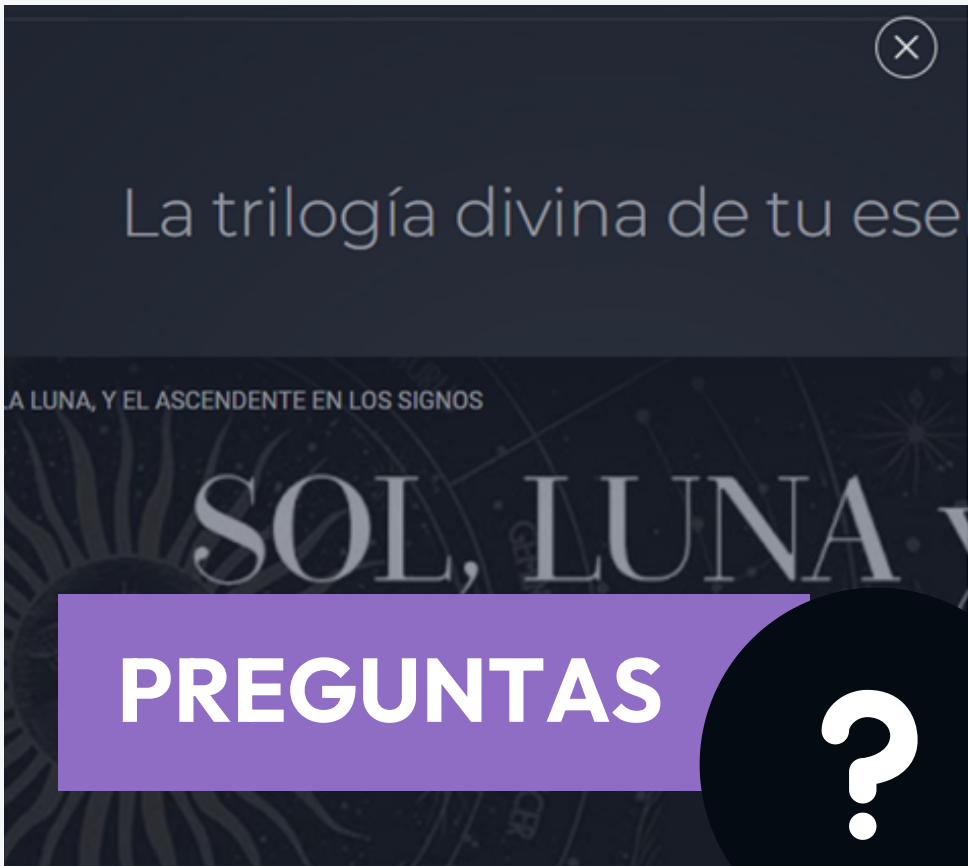 La trilogía divina de tu ese
LA LUNA, Y EL ASCENDENTE EN LOS SIGNOS
SOL, LUNA y
PREGUNTAS
?